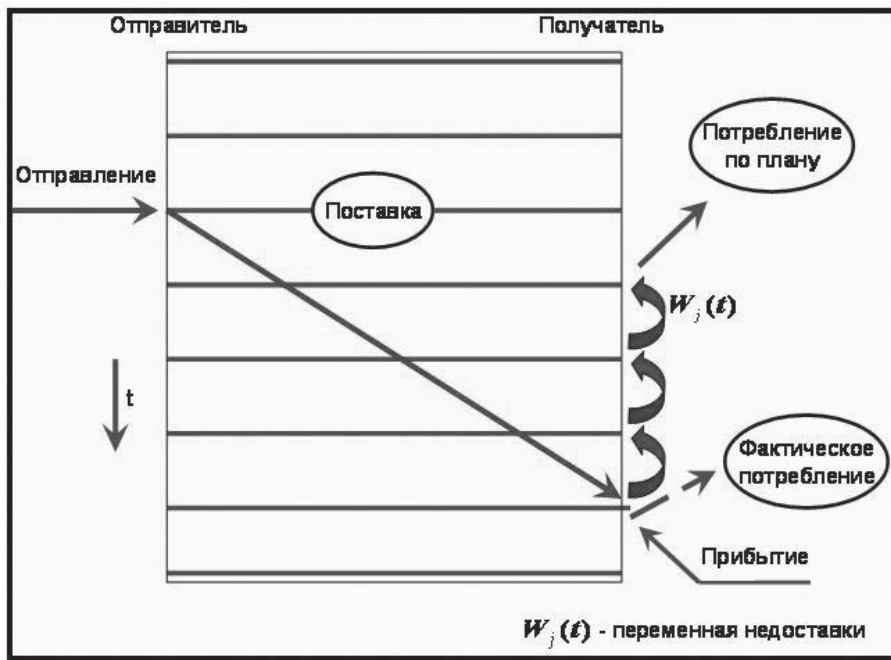 Отправитель
Получатель
Потребление
по плану
Отправление
Поставка
W_j(t)
t
Фактическое
потребление
Прибытие
W_j(t) - переменная недоставки